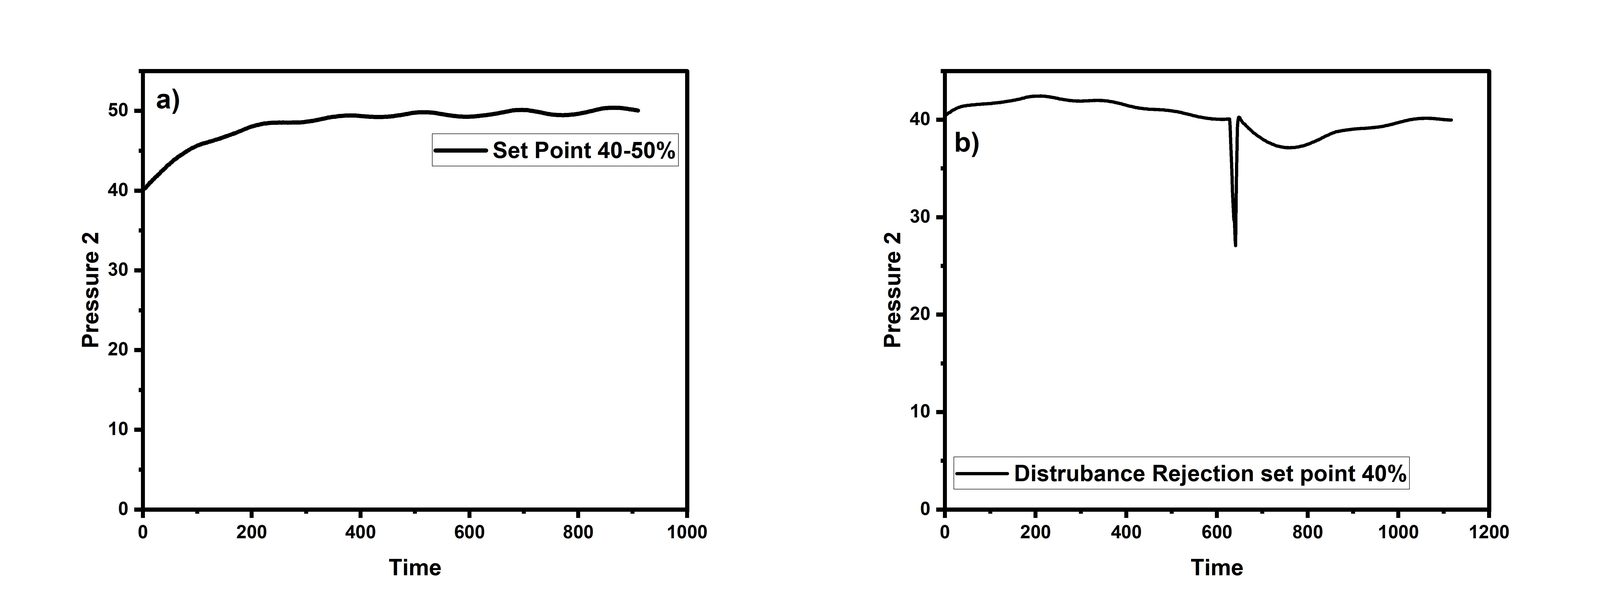 a)
50
40
30
20
10
0
Pressure 2
Set Point 40-50%
0 200 400 600 800 1000
Time
b)
40
30
20
10
0
Pressure 2
Distrubance Rejection set point 40%
0 200 400 600 800 1000 1200
Time